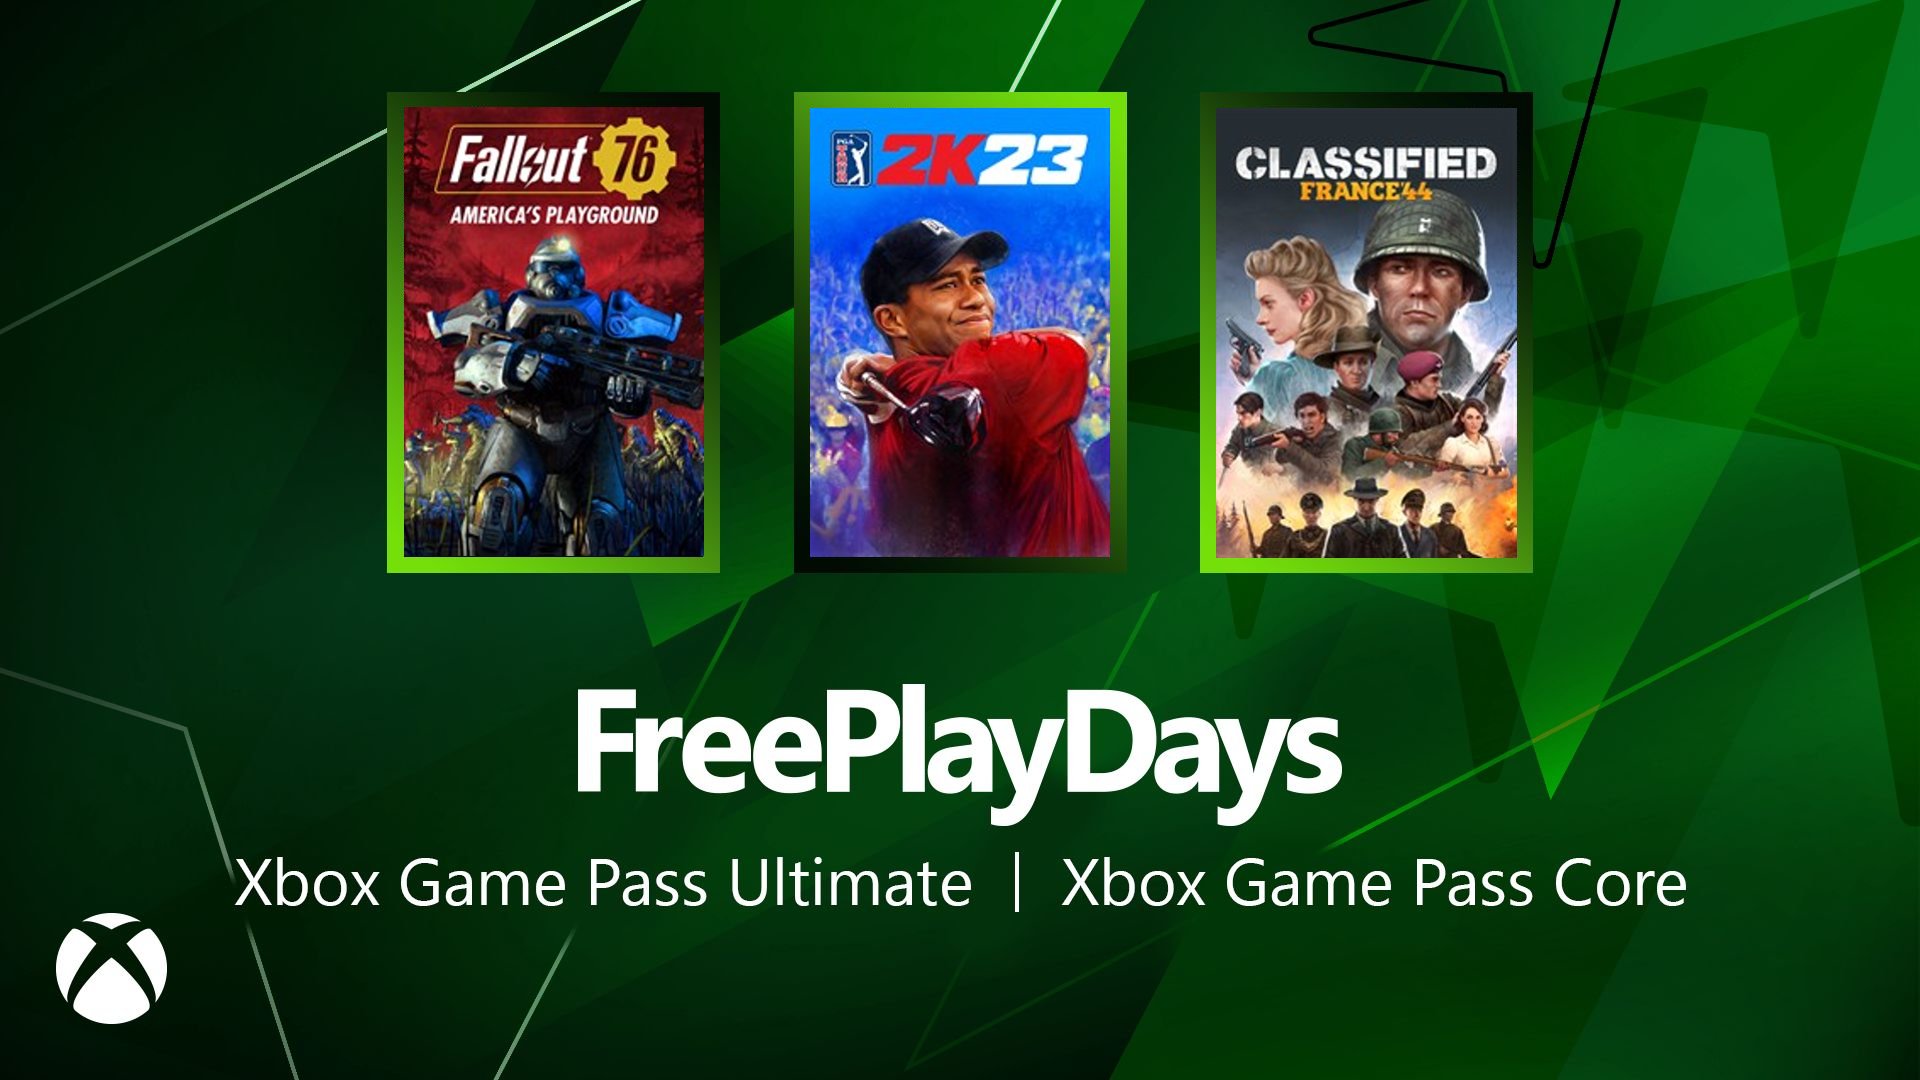 Fallout 76
AMERICA'S PLAYGROUND
PGA TOUR 2K23
CLASSIFIED
FRANCE'44
FreePlayDays
Xbox Game Pass Ultimate | Xbox Game Pass Core